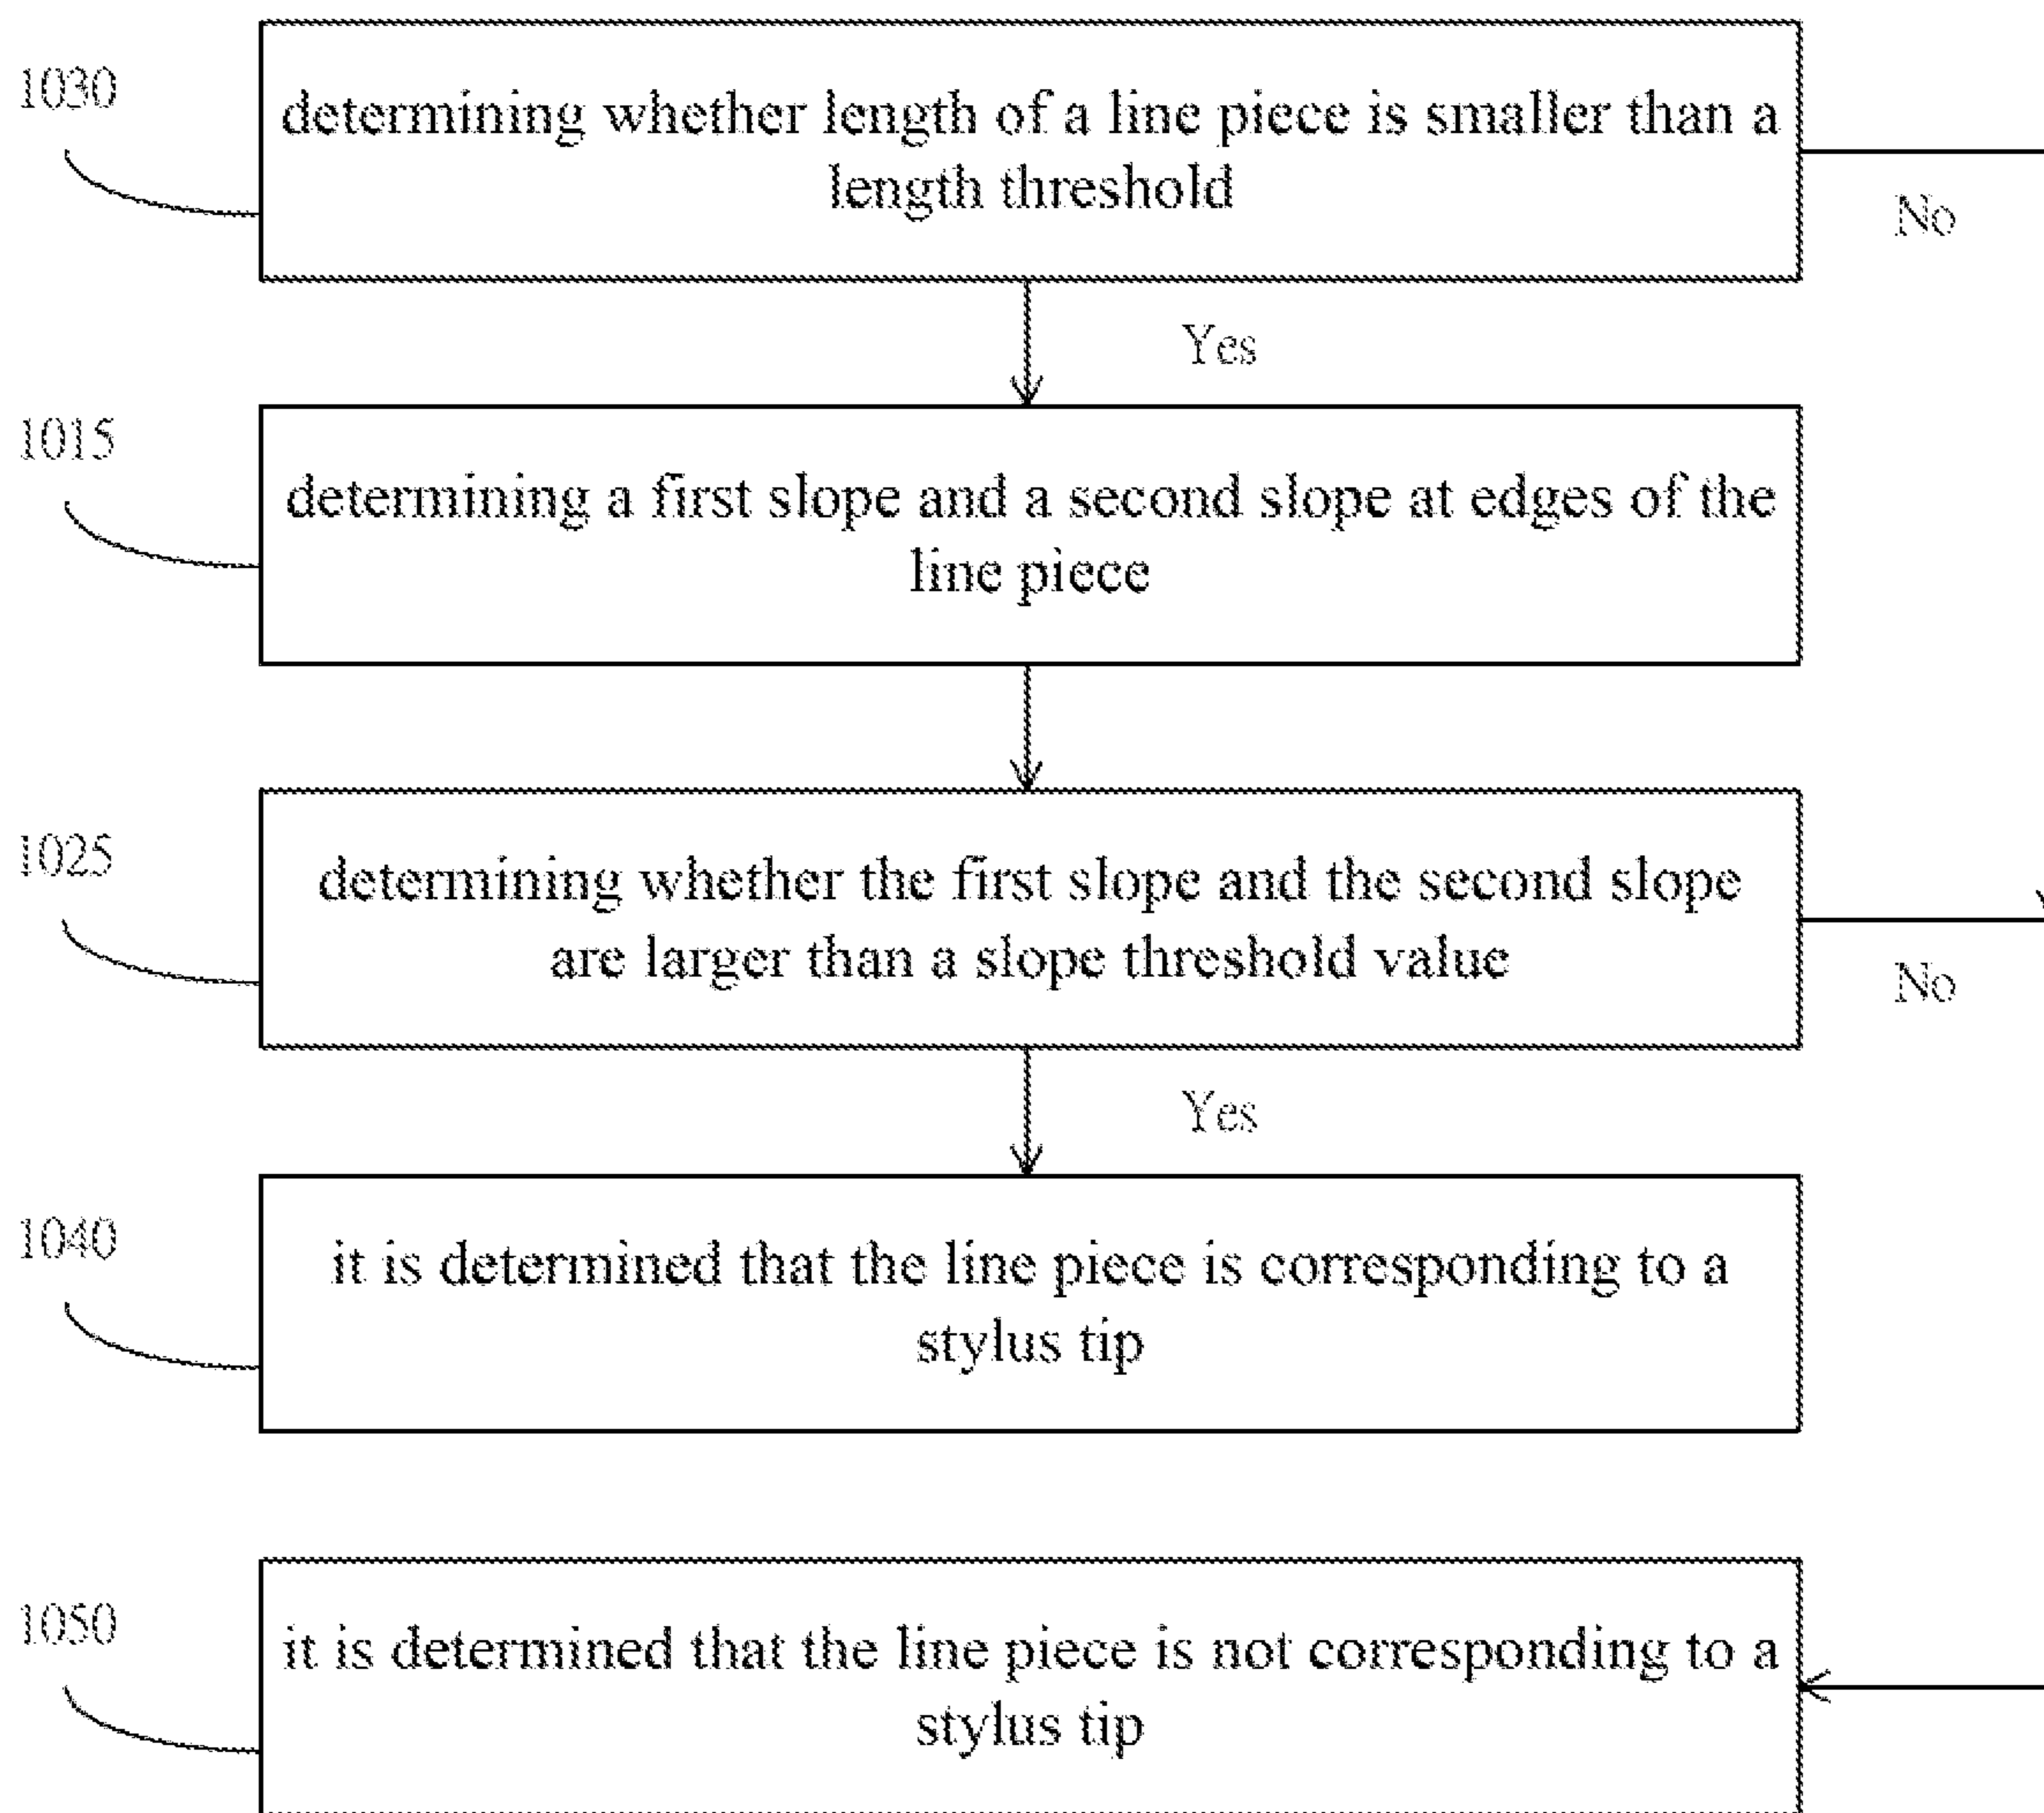 1030
determining whether length of a line piece is smaller than a
length threshold
No
Yes
1015
determining a first slope and a second slope at edges of the
line piece
1025
determining whether the first slope and the second slope
are larger than a slope threshold value
No
Yes
1040
it is determined that the line piece is corresponding to a
stylus tip
1050
it is determined that the line piece is not corresponding to a
stylus tip